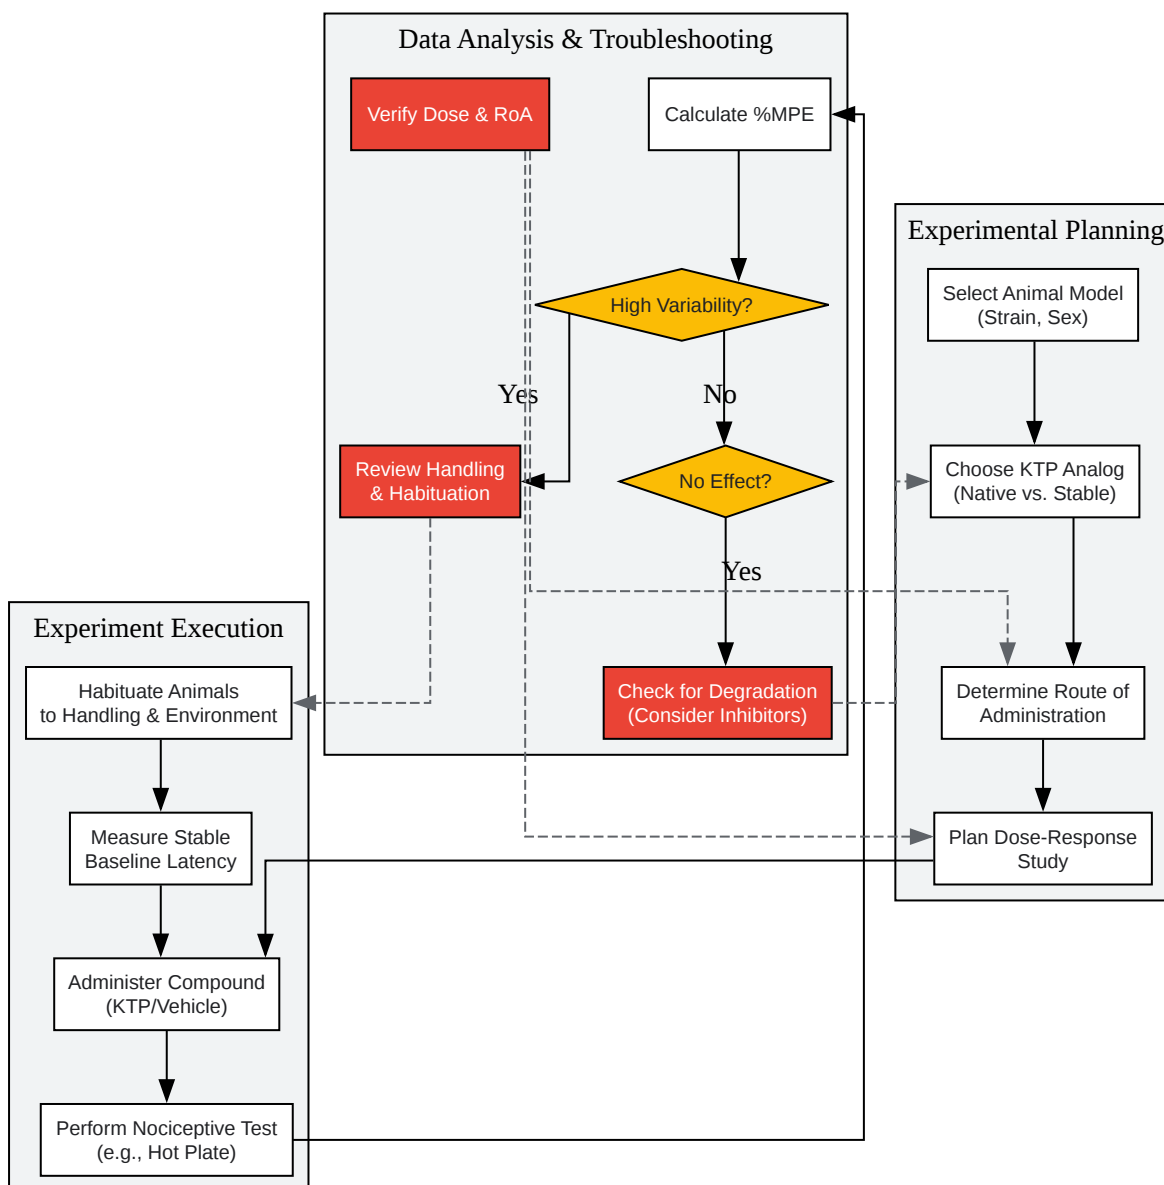 Data Analysis & Troubleshooting
Verify Dose & RoA
Calculate %MPE
High Variability?
Yes
No
Review Handling
& Habituation
No Effect?
Yes
Check for Degradation
(Consider Inhibitors)
Experimental Planning
Select Animal Model
(Strain, Sex)
Choose KTP Analog
(Native vs. Stable)
Determine Route of
Administration
Plan Dose-Response
Study
Experiment Execution
Habituate Animals
to Handling & Environment
Measure Stable
Baseline Latency
Administer Compound
(KTP/Vehicle)
Perform Nociceptive Test
(e.g., Hot Plate)